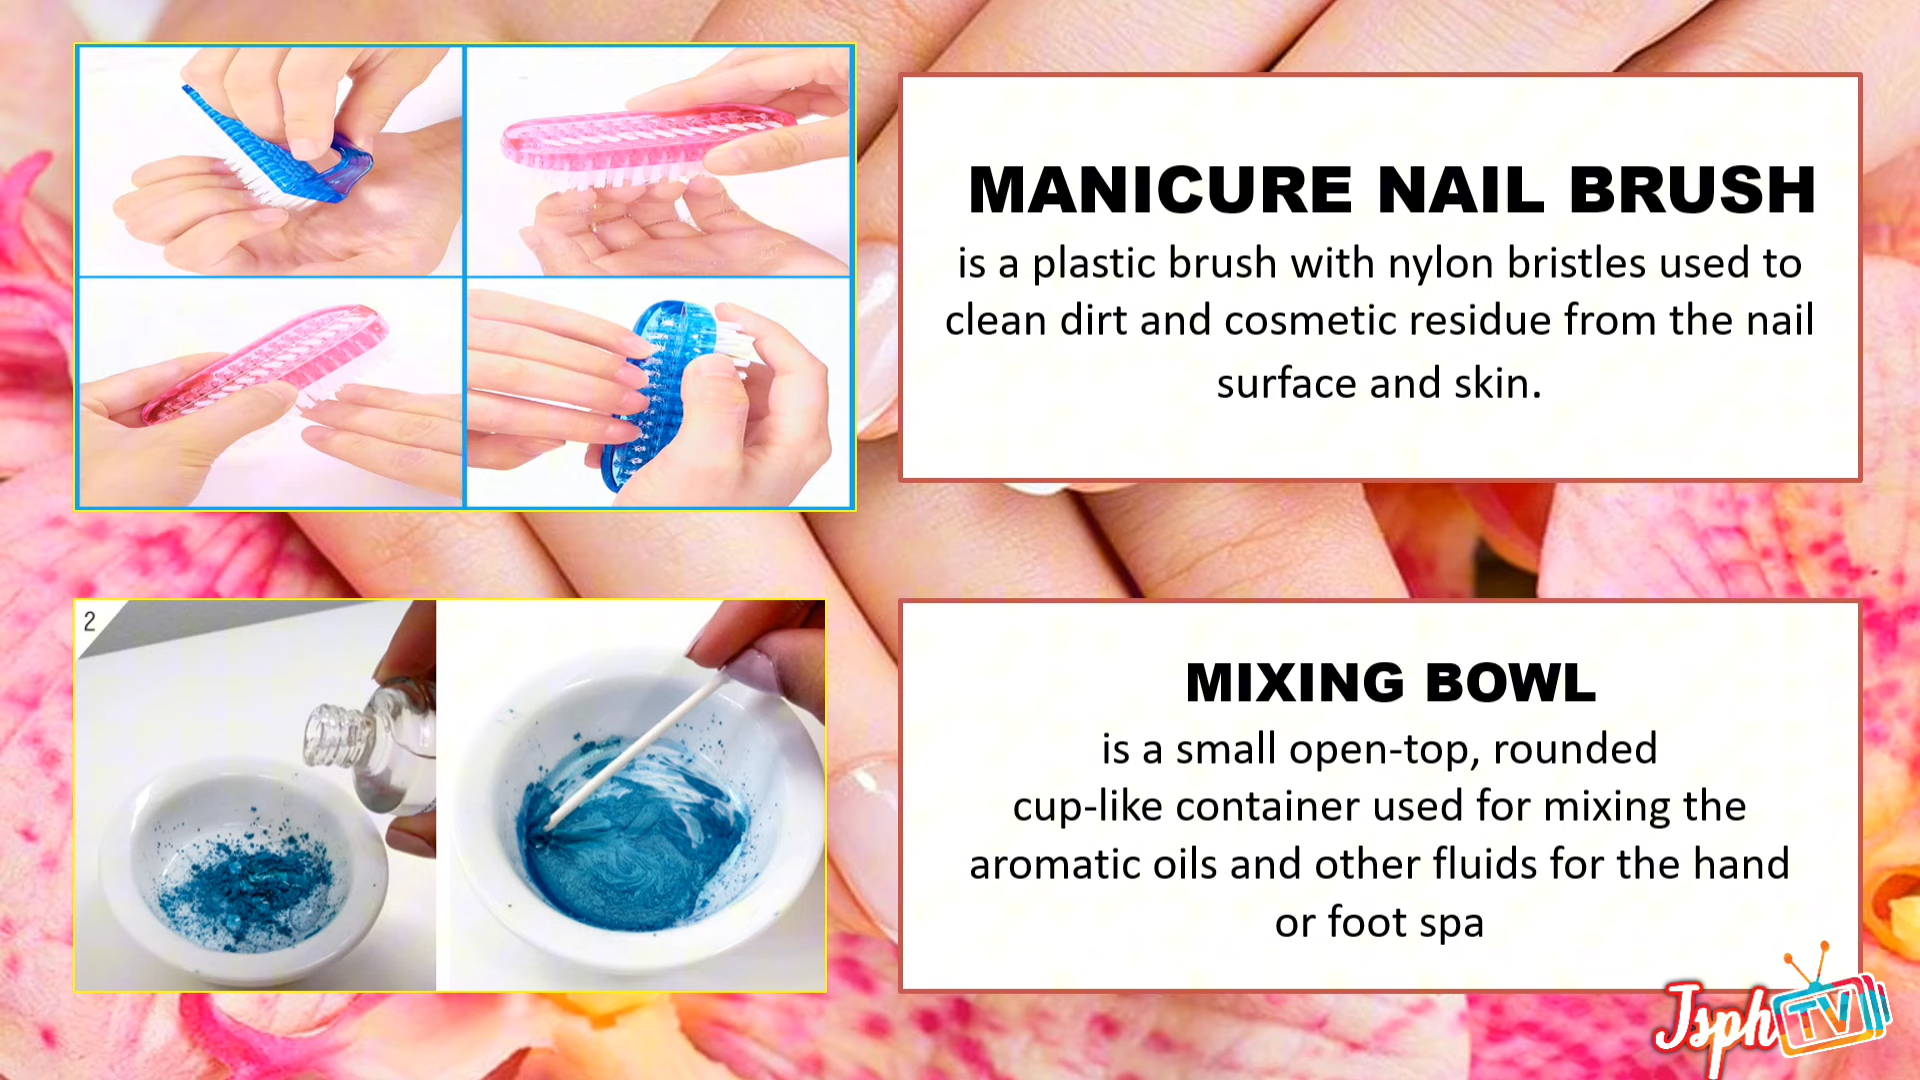 MANICURE NAIL BRUSH
is a plastic brush with nylon bristles used to
clean dirt and cosmetic residue from the nail
surface and skin.
2
MIXING BOWL
is a small open-top, rounded
cup-like container used for mixing the
aromatic oils and other fluids for the hand
or foot spa
Jsph TV